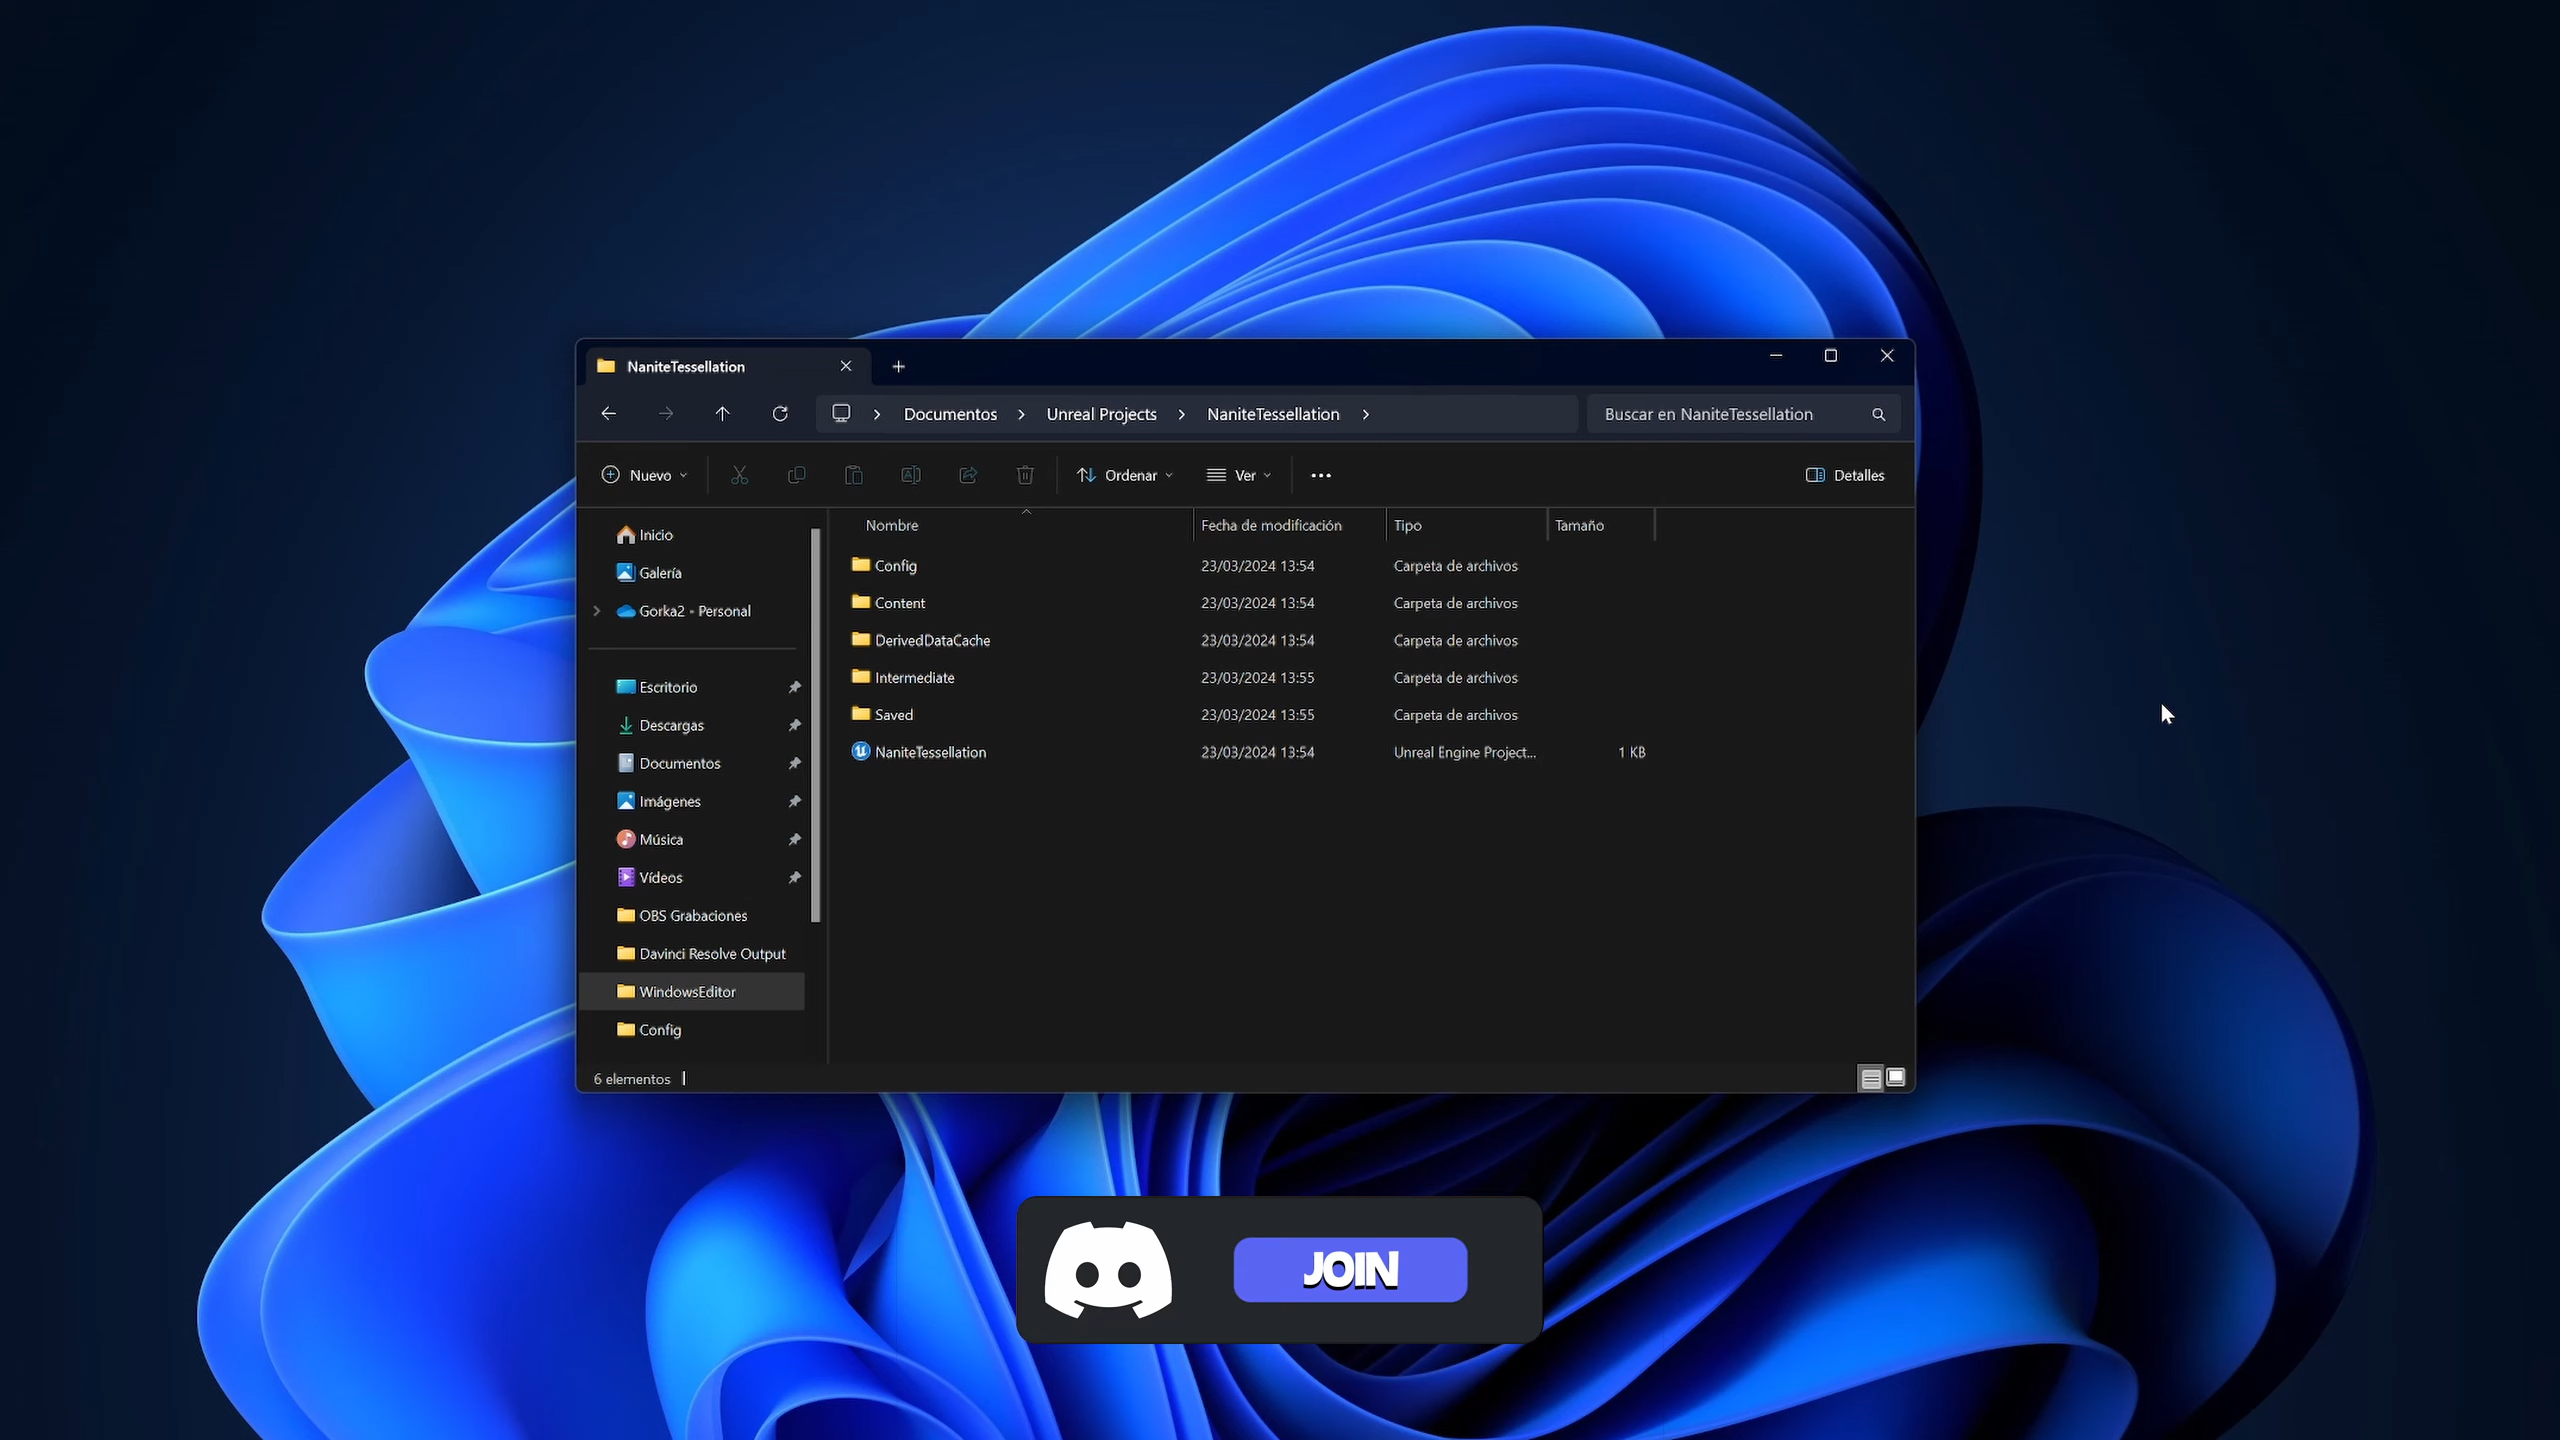 NaniteTessellation
Documentos > Unreal Projects > NaniteTessellation >
Buscar en NaniteTessellation
Nuevo
Ordenar
Ver
Detalles
Inicio
Galería
Gorka2 - Personal
Escritorio
Descargas
Documentos
Imágenes
Música
Vídeos
OBS Grabaciones
Davinci Resolve Output
WindowsEditor
Config
Nombre Fecha de modificación Tipo Tamaño
Config 23/03/2024 13:54 Carpeta de archivos
Content 23/03/2024 13:54 Carpeta de archivos
DerivedDataCache 23/03/2024 13:54 Carpeta de archivos
Intermediate 23/03/2024 13:55 Carpeta de archivos
Saved 23/03/2024 13:55 Carpeta de archivos
NaniteTessellation 23/03/2024 13:54 Unreal Engine Project... 1 KB
6 elementos
JOIN